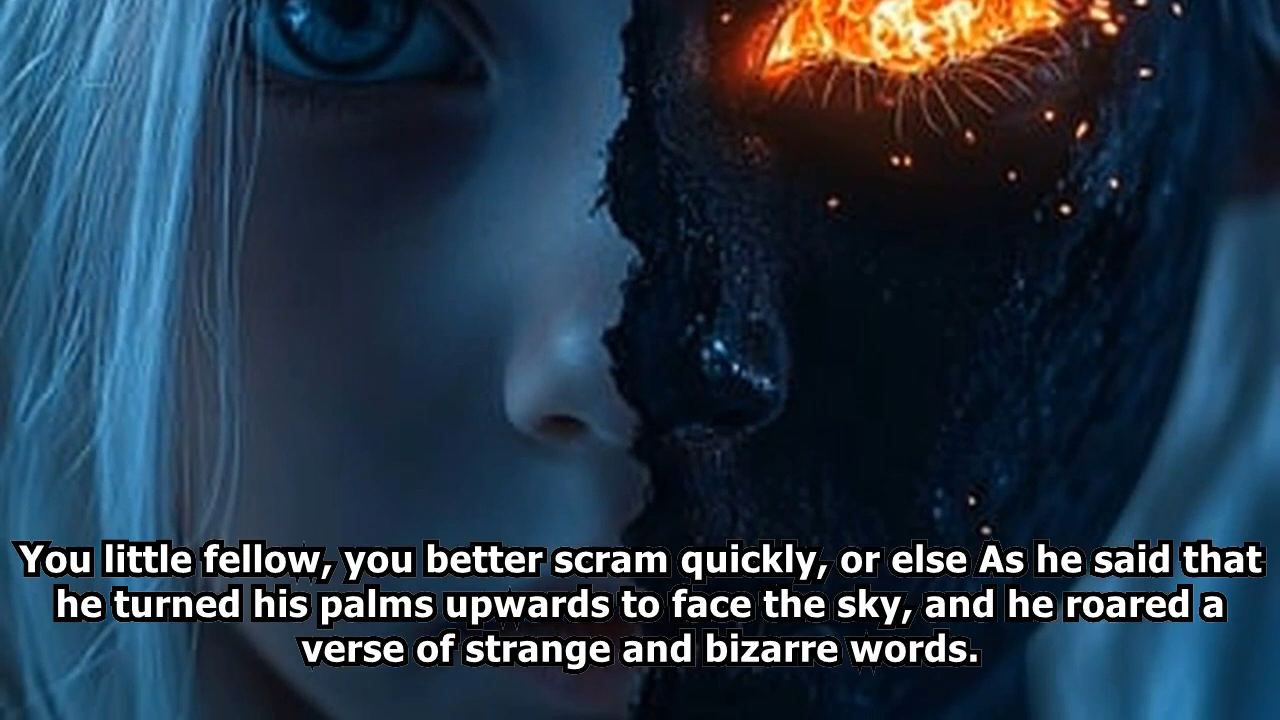 You little fellow, you better scram quickly, or else As he said that
he turned his palms upwards to face the sky, and he roared a
verse of strange and bizarre words.